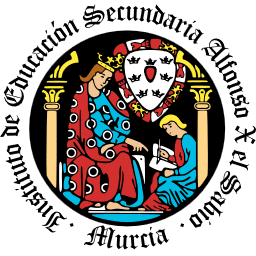 Instituto de Educación Secundaria Alfonso X el Sabio
· Murcia ·